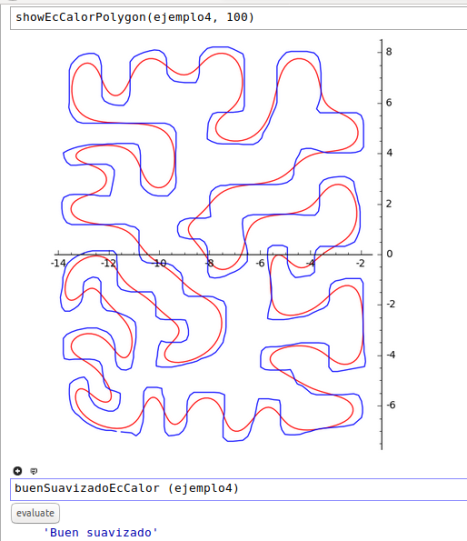 showEcCalorPolygon(ejemplo4, 100)
8
6
4
2
-14 -12 -10 -8 -6 -4 -2 0
-2
-4
-6
buenSuavizadoEcCalor (ejemplo4)
evaluate
'Buen suavizado'